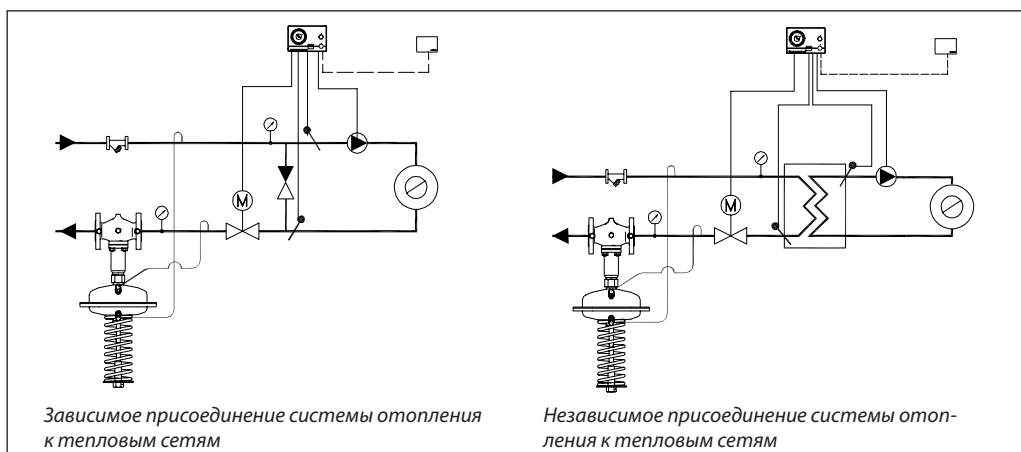 M
M
Зависимое присоединение системы отопления
к тепловым сетям
Независимое присоединение системы отоп-
ления к тепловым сетям